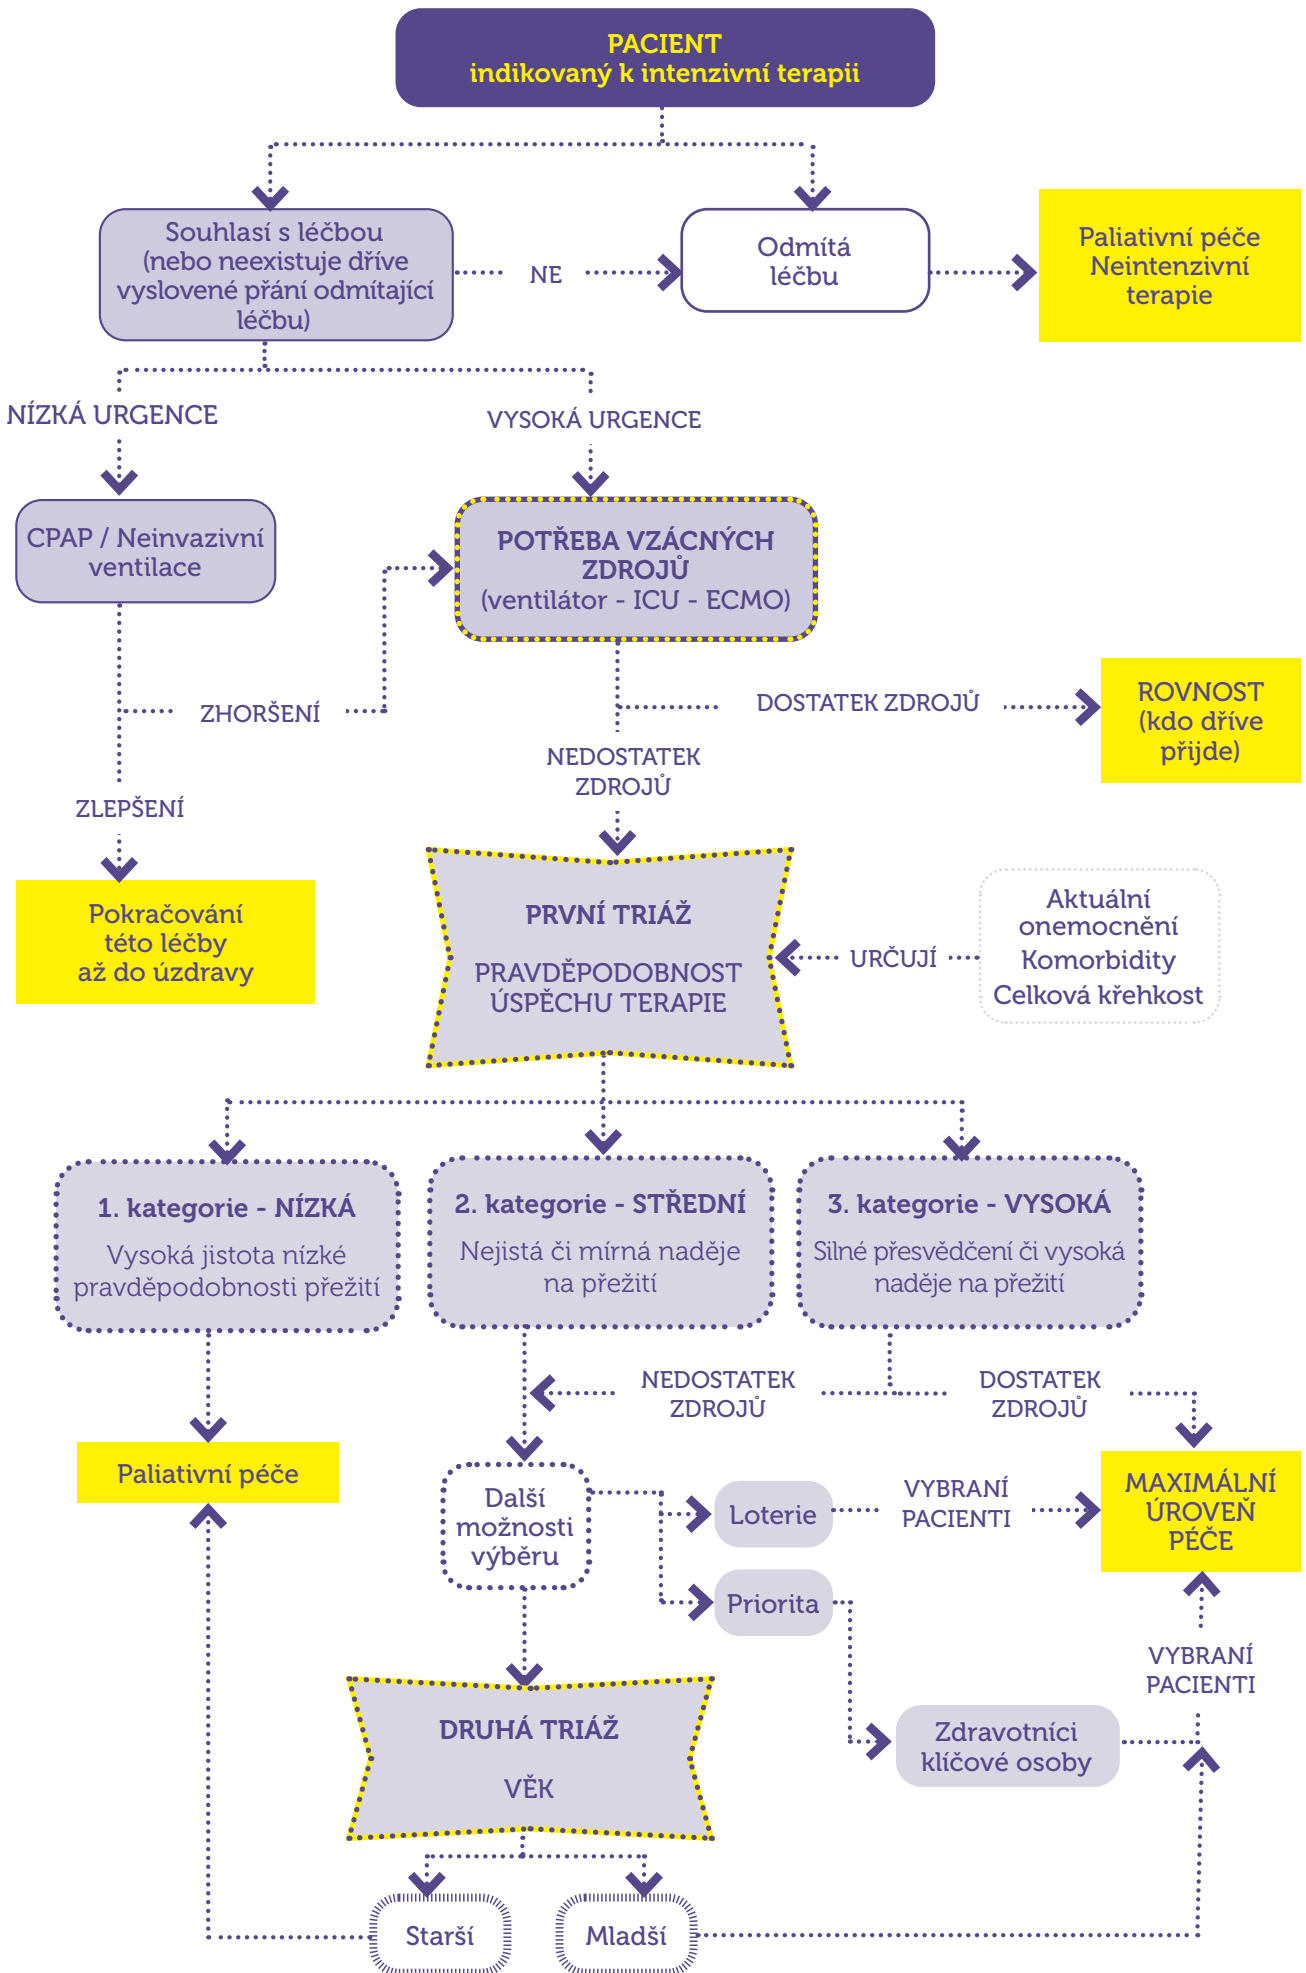 PACIENT
indikovaný k intenzivní terapii
Souhlasí s léčbou
(nebo neexistuje dříve
vyslovené přání odmítající
léčbu)
NE
Odmítá
léčbu
Paliativní péče
Neintenzivní
terapie
NÍZKÁ URGENCE
VYSOKÁ URGENCE
CPAP / Neinvazivní
ventilace
POTŘEBA VZÁCNÝCH
ZDROJŮ
(ventilátor - ICU - ECMO)
ZHORŠENÍ
DOSTATEK ZDROJŮ
ROVNOST
(kdo dříve
přijde)
NEDOSTATEK
ZDROJŮ
ZLEPŠENÍ
Pokračování
této léčby
až do úzdravy
PRVNÍ TRIÁŽ
PRAVDĚPODOBNOST
ÚSPĚCHU TERAPIE
URČUJÍ
Aktuální
onemocnění
Komorbidity
Celková křehkost
1. kategorie - NÍZKÁ
Vysoká jistota nízké
pravděpodobnosti přežití
2. kategorie - STŘEDNÍ
Nejistá či mírná naděje
na přežití
3. kategorie - VYSOKÁ
Silné přesvědčení či vysoká
naděje na přežití
NEDOSTATEK
ZDROJŮ
DOSTATEK
ZDROJŮ
Paliativní péče
Další
možnosti
výběru
Loterie
VYBRANÍ
PACIENTI
MAXIMÁLNÍ
ÚROVEŇ
PÉČE
Priorita
VYBRANÍ
PACIENTI
DRUHÁ TRIÁŽ
VĚK
Zdravotníci
klíčové osoby
Starší
Mladší